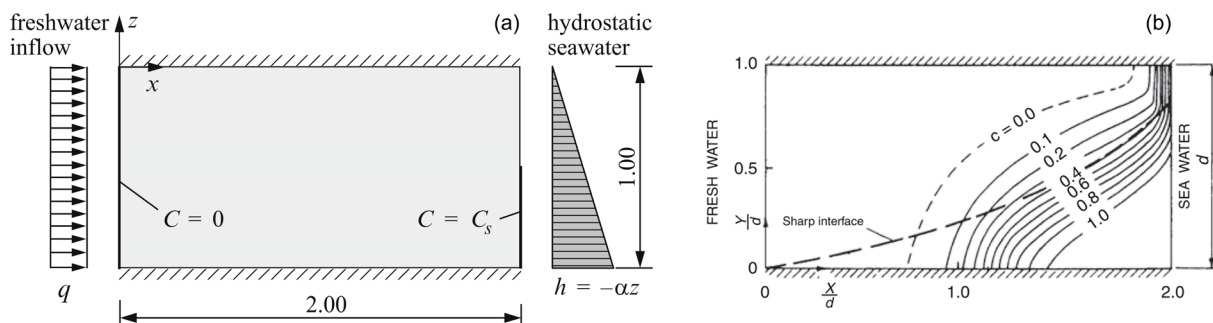 freshwater
inflow
z
(a)
hydrostatic
seawater
x
C = 0
C = Cₛ
1.00
q
h = −αz
2.00
(b)
1.0
0.5
0
FRESH WATER
Y/d
c = 0.0
0.1
0.2
0.4
0.6
0.8
1.0
Sharp interface
SEA WATER
d
0
X/d
1.0
2.0